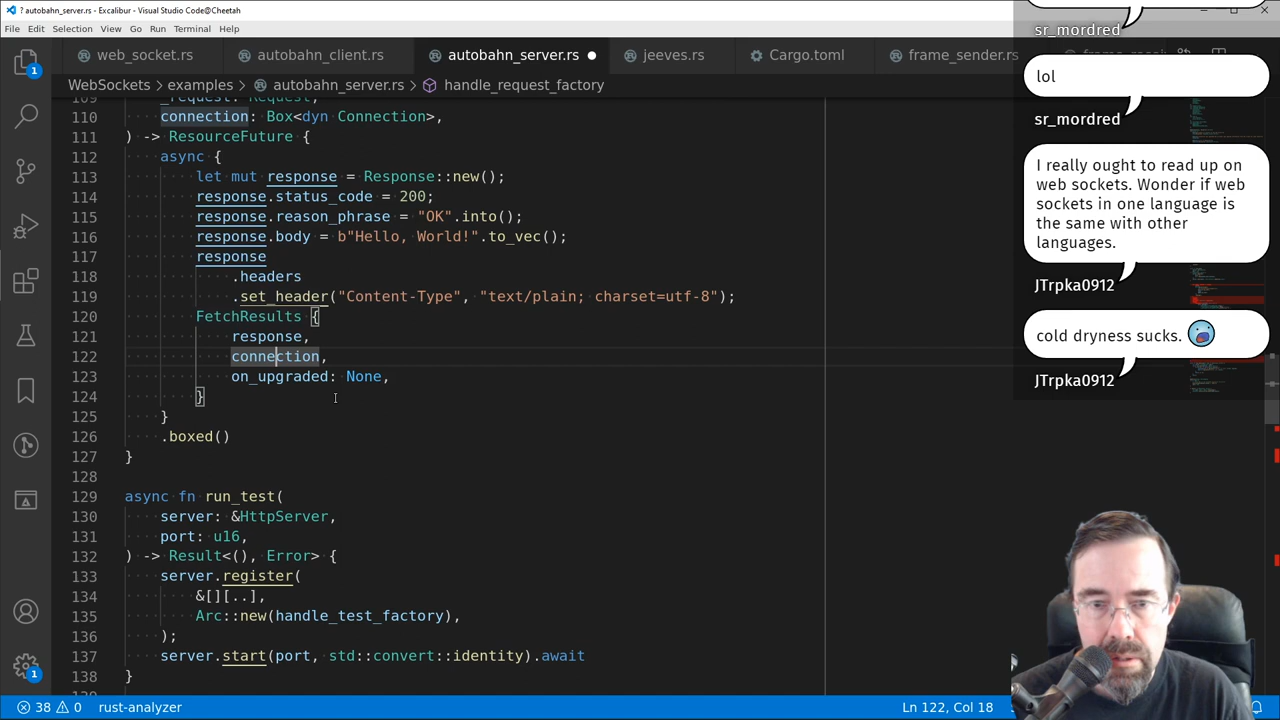 ? autobahn_server.rs - Excalibur - Visual Studio Code@Cheetah
File Edit Selection View Go Run Terminal Help
web_socket.rs autobahn_client.rs autobahn_server.rs jeeves.rs Cargo.toml frame_sender.rs
WebSockets > examples > autobahn_server.rs > handle_request_factory
109 _request: Request,
110 connection: Box<dyn Connection>,
111 ) -> ResourceFuture {
112 async {
113 let mut response = Response::new();
114 response.status_code = 200;
115 response.reason_phrase = "OK".into();
116 response.body = b"Hello, World!".to_vec();
117 response
118 .headers
119 .set_header("Content-Type", "text/plain; charset=utf-8");
120 FetchResults {
121 response,
122 connection,
123 on_upgraded: None,
124 }
125 }
126 .boxed()
127 }
128
129 async fn run_test(
130 server: &HttpServer,
131 port: u16,
132 ) -> Result<(), Error> {
133 server.register(
134 &[][..],
135 Arc::new(handle_test_factory),
136 );
137 server.start(port, std::convert::identity).await
138 }
38 0 rust-analyzer
Ln 122, Col 18
1
1
sr_mordred
lol
sr_mordred
I really ought to read up on
web sockets. Wonder if web
sockets in one language is
the same with other
languages.
JTrpka0912
cold dryness sucks.
JTrpka0912